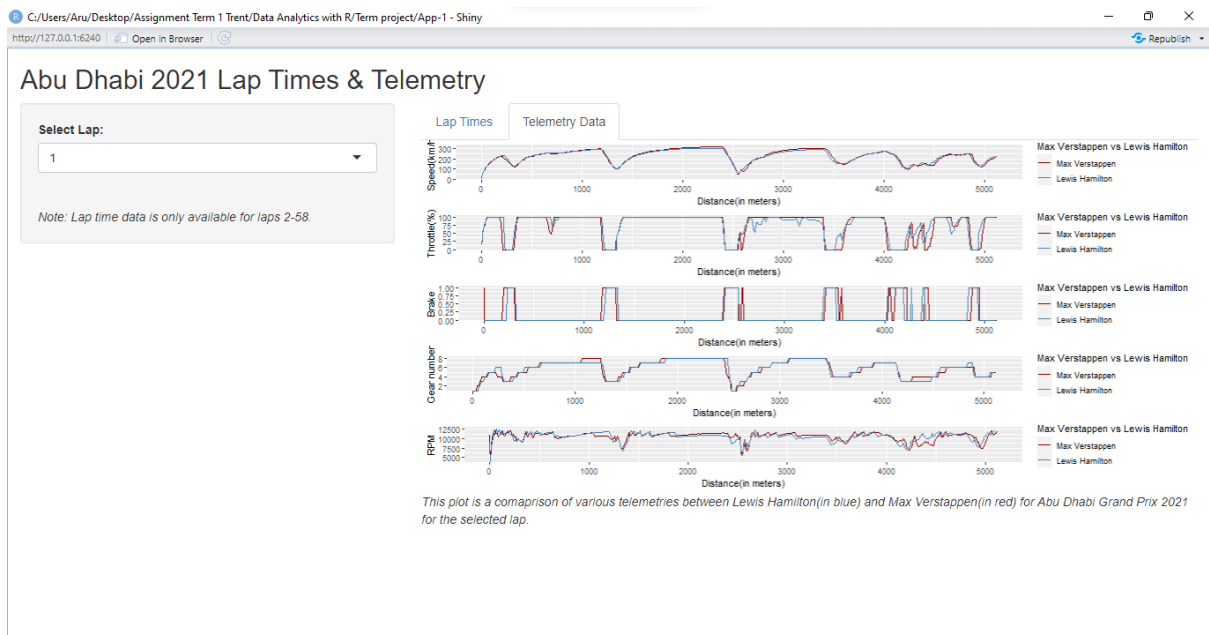 C:/Users/Aru/Desktop/Assignment Term 1 Trent/Data Analytics with R/Term project/App-1 - Shiny
http://127.0.0.1:6240 Open in Browser Republish
Abu Dhabi 2021 Lap Times & Telemetry
Select Lap:
1
Note: Lap time data is only available for laps 2-58.
Lap Times Telemetry Data
Speed(km/h
300
200
100
0
0 1000 2000 3000 4000 5000
Distance(in meters)
Max Verstappen vs Lewis Hamilton
Max Verstappen
Lewis Hamilton
Throttle(%)
100
75
50
25
0
0 1000 2000 3000 4000 5000
Distance(in meters)
Max Verstappen vs Lewis Hamilton
Max Verstappen
Lewis Hamilton
Brake
1.00
0.75
0.50
0.25
0.00
0 1000 2000 3000 4000 5000
Distance(in meters)
Max Verstappen vs Lewis Hamilton
Max Verstappen
Lewis Hamilton
Gear number
8
6
4
2
0 1000 2000 3000 4000 5000
Distance(in meters)
Max Verstappen vs Lewis Hamilton
Max Verstappen
Lewis Hamilton
RPM
12500
10000
7500
5000
0 1000 2000 3000 4000 5000
Distance(in meters)
Max Verstappen vs Lewis Hamilton
Max Verstappen
Lewis Hamilton
This plot is a comaprison of various telemetries between Lewis Hamilton(in blue) and Max Verstappen(in red) for Abu Dhabi Grand Prix 2021
for the selected lap.